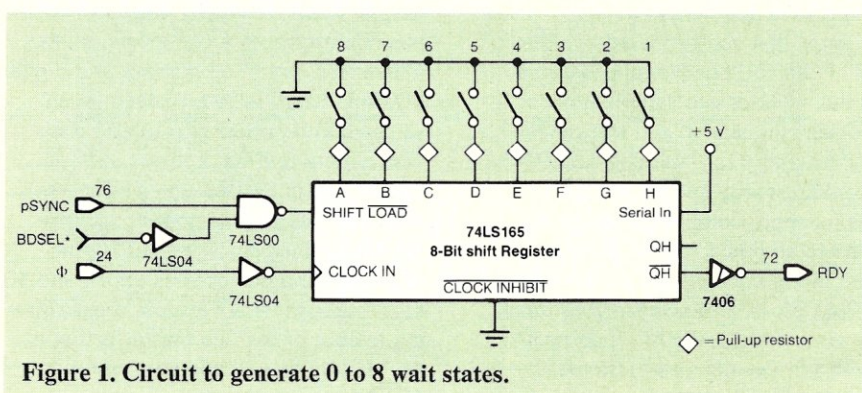 8 7 6 5 4 3 2 1
+5 V
A B C D E F G H
76
pSYNC
SHIFT LOAD
Serial In
74LS00
74LS165
8-Bit shift Register
BDSEL*
QH
24
74LS04
72
Φ
CLOCK IN
QH
RDY
74LS04
CLOCK INHIBIT
7406
= Pull-up resistor
Figure 1. Circuit to generate 0 to 8 wait states.